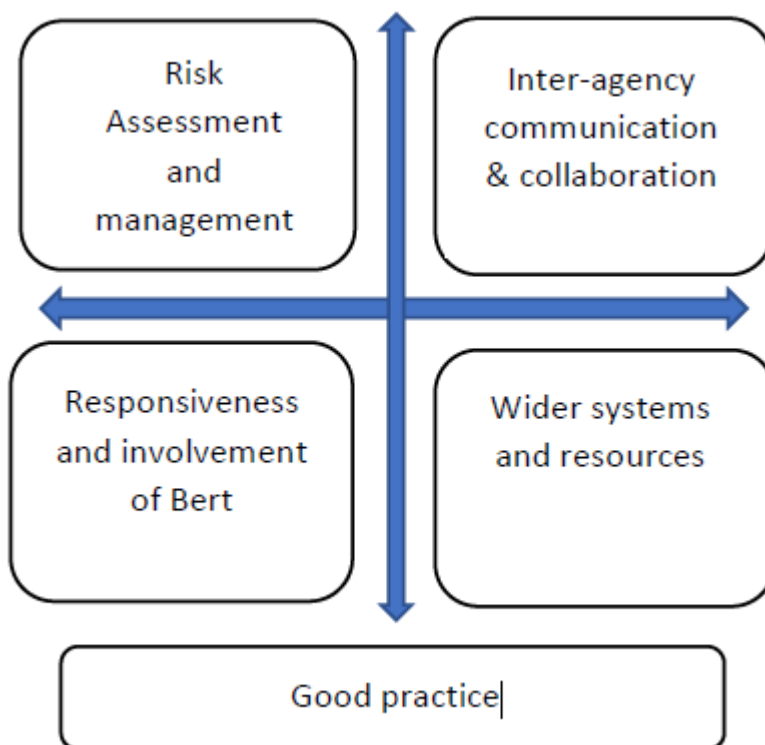 Risk
Assessment
and
management
Inter-agency
communication
& collaboration
Responsiveness
and involvement
of Bert
Wider systems
and resources
Good practice